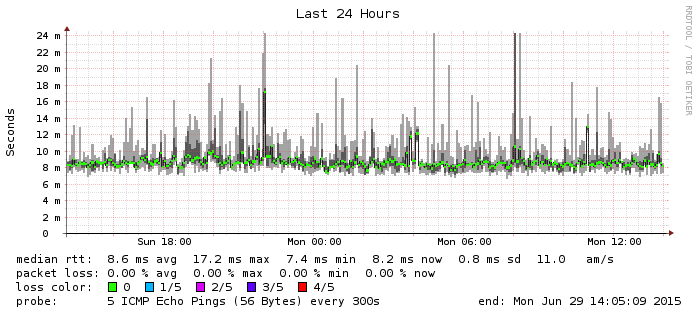 Last 24 Hours
RRDTOOL / TOBI OETIKER
Seconds
24 m
22 m
20 m
18 m
16 m
14 m
12 m
10 m
8 m
6 m
4 m
2 m
0
Sun 18:00 Mon 00:00 Mon 06:00 Mon 12:00
median rtt: 8.6 ms avg 17.2 ms max 7.4 ms min 8.2 ms now 0.8 ms sd 11.0 am/s
packet loss: 0.00 % avg 0.00 % max 0.00 % min 0.00 % now
loss color: 0 1/5 2/5 3/5 4/5
probe: 5 ICMP Echo Pings (56 Bytes) every 300s end: Mon Jun 29 14:05:09 2015